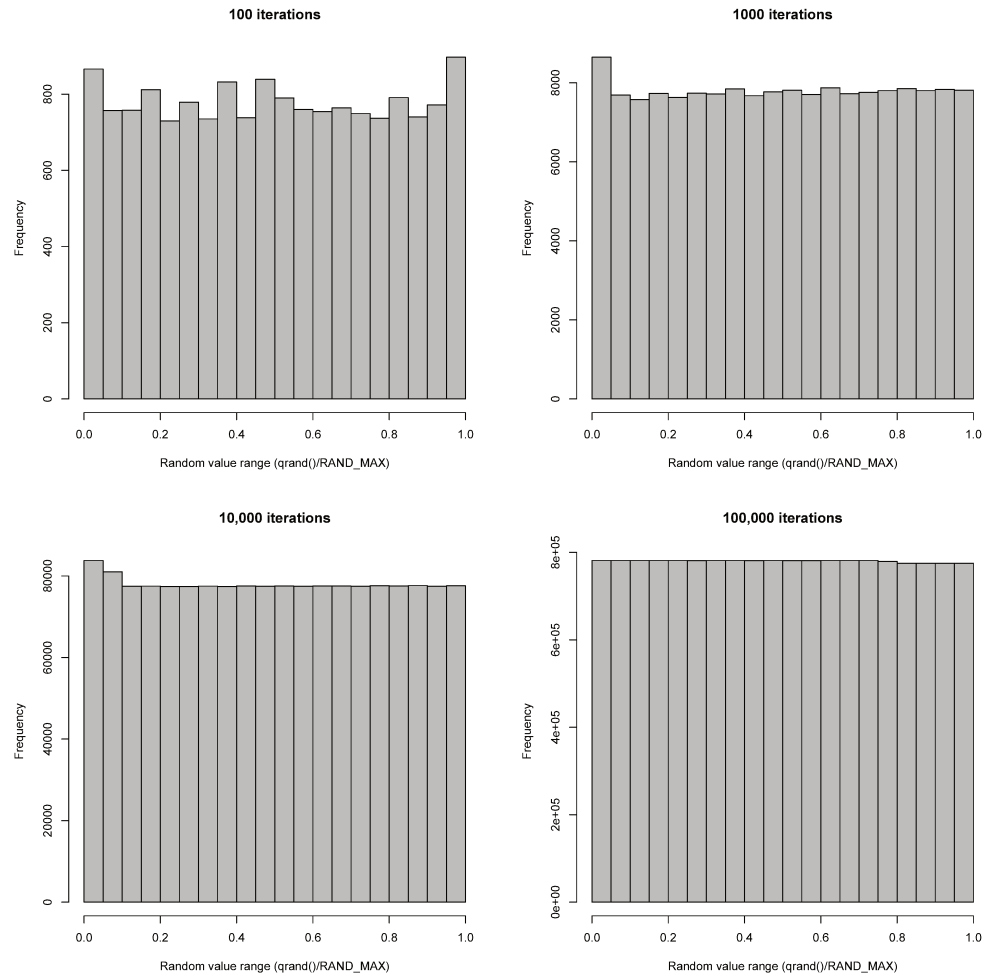 100 iterations
Frequency
0
200
400
600
800
0.0 0.2 0.4 0.6 0.8 1.0
Random value range (qrand()/RAND_MAX)
1000 iterations
Frequency
0
2000
4000
6000
8000
0.0 0.2 0.4 0.6 0.8 1.0
Random value range (qrand()/RAND_MAX)
10,000 iterations
Frequency
0
20000
40000
60000
80000
0.0 0.2 0.4 0.6 0.8 1.0
Random value range (qrand()/RAND_MAX)
100,000 iterations
Frequency
0e+00
2e+05
4e+05
6e+05
8e+05
0.0 0.2 0.4 0.6 0.8 1.0
Random value range (qrand()/RAND_MAX)